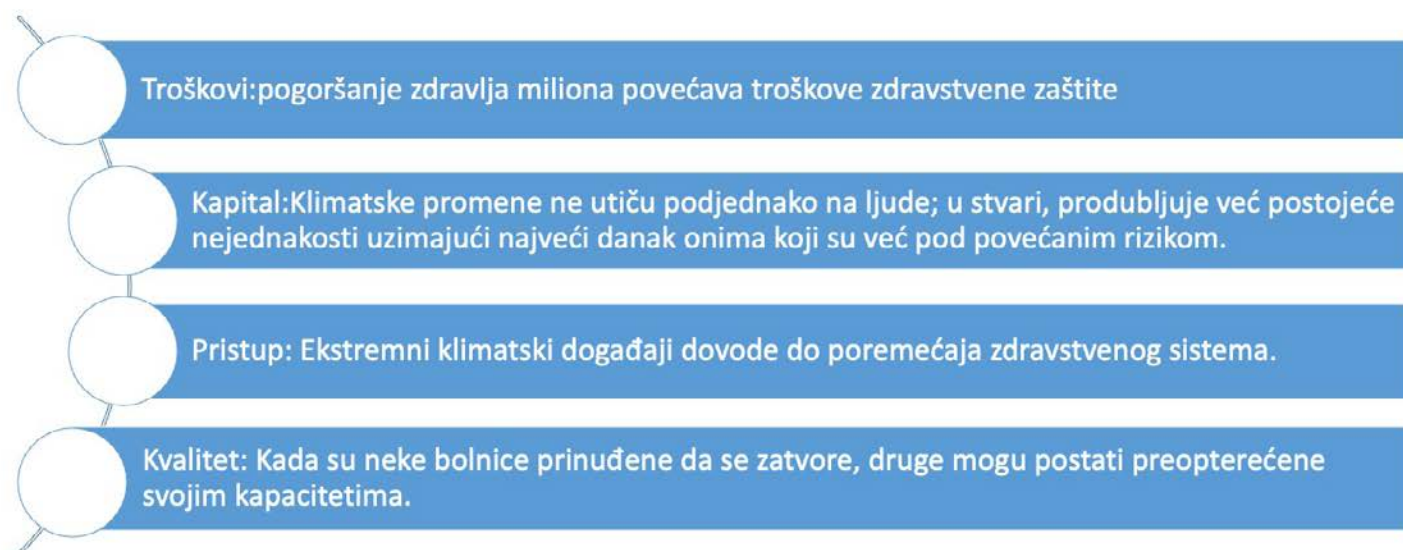 Troškovi:pogoršanje zdravlja miliona povećava troškove zdravstvene zaštite
Kapital:Klimatske promene ne utiču podjednako na ljude; u stvari, produbljuje već postojeće
nejednakosti uzimajući najveći danak onima koji su već pod povećanim rizikom.
Pristup: Ekstremni klimatski događaji dovode do poremećaja zdravstvenog sistema.
Kvalitet: Kada su neke bolnice prinuđene da se zatvore, druge mogu postati preopterećene
svojim kapacitetima.